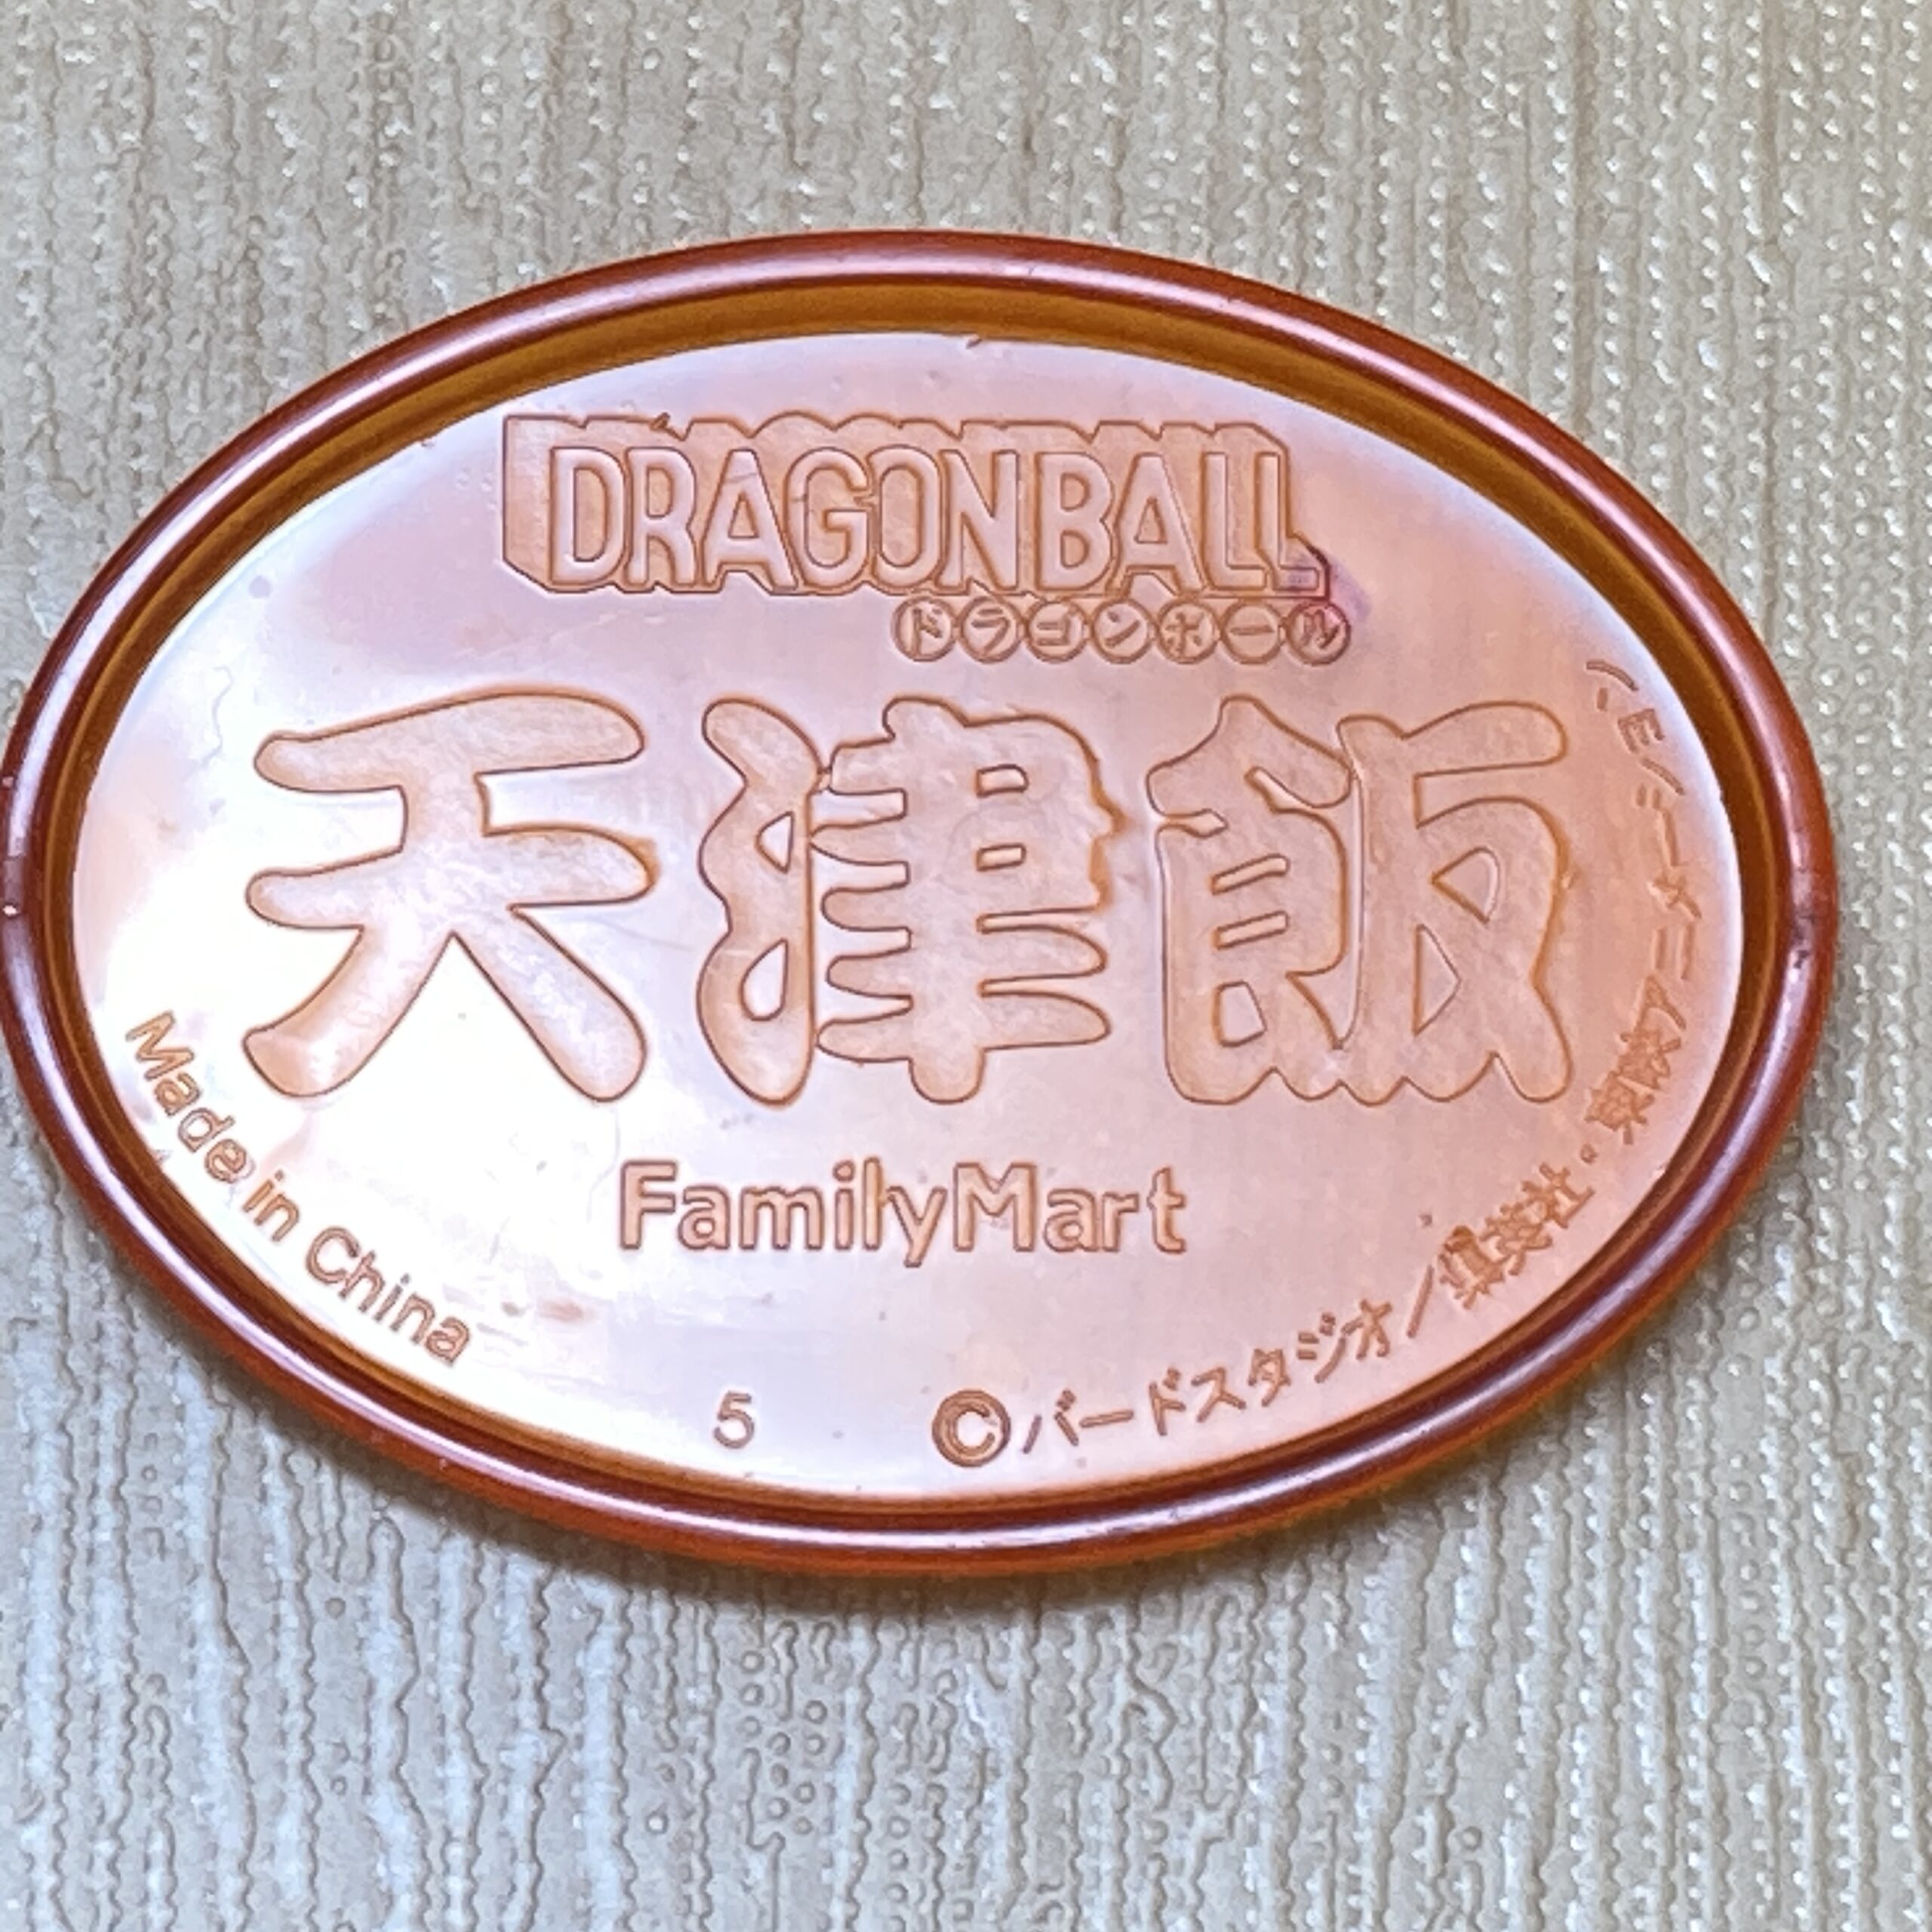 DRAGONBALL
ドラゴンボール
天津飯
FamilyMart
Made in China
5
©バードスタジオ/集英社・東映アニメーション